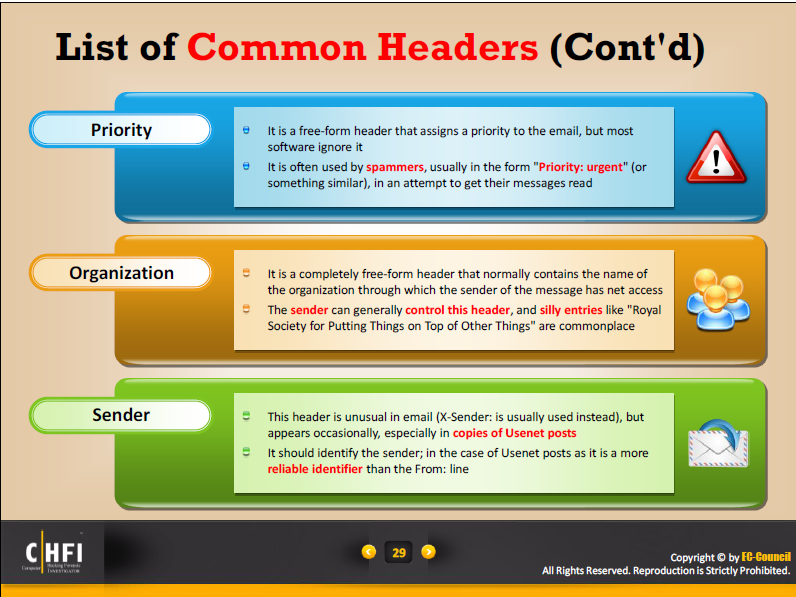 List of Common Headers (Cont'd)
Priority
It is a free-form header that assigns a priority to the email, but most
software ignore it
It is often used by spammers, usually in the form "Priority: urgent" (or
something similar), in an attempt to get their messages read
Organization
It is a completely free-form header that normally contains the name of
the organization through which the sender of the message has net access
The sender can generally control this header, and silly entries like "Royal
Society for Putting Things on Top of Other Things" are commonplace
Sender
This header is unusual in email (X-Sender: is usually used instead), but
appears occasionally, especially in copies of Usenet posts
It should identify the sender; in the case of Usenet posts as it is a more
reliable identifier than the From: line
CHFI
Computer Hacking Forensic
INVESTIGATOR
29
Copyright © by EC-Council
All Rights Reserved. Reproduction is Strictly Prohibited.